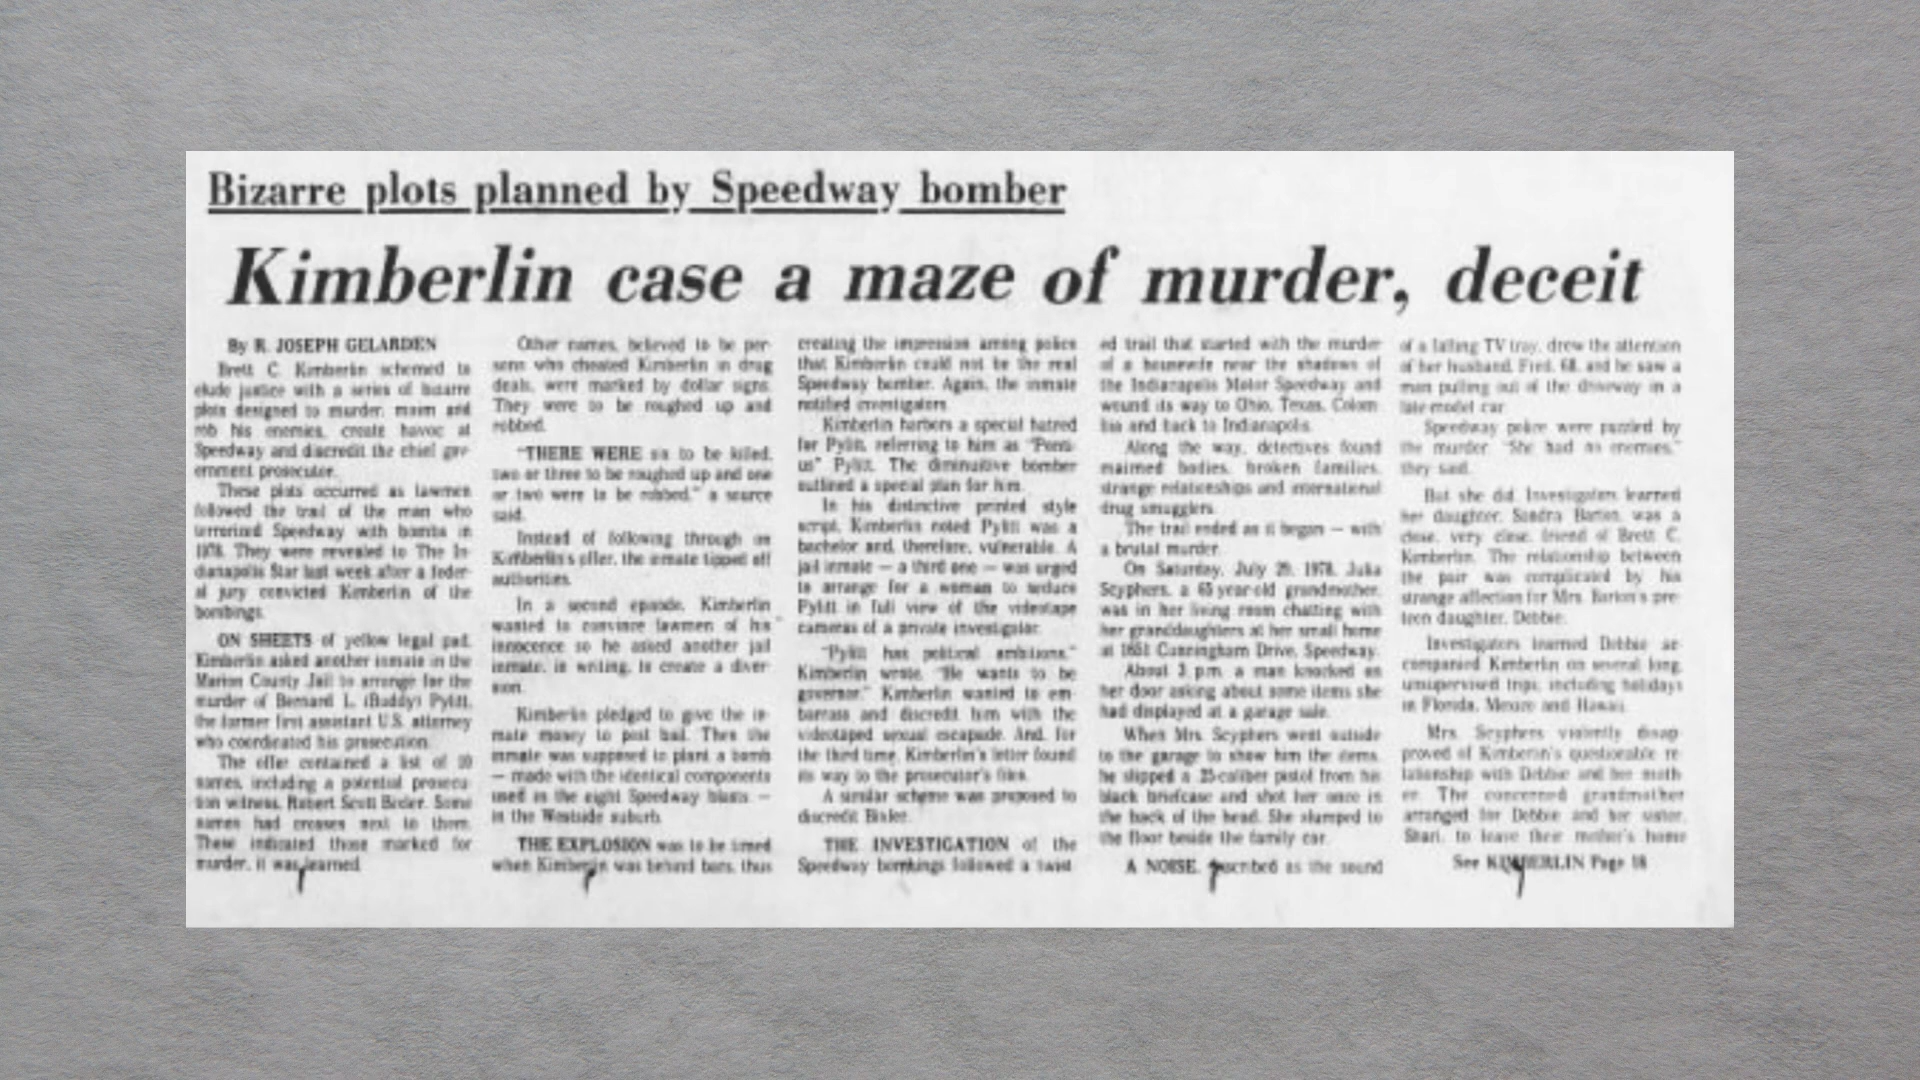 Bizarre plots planned by Speedway bomber
Kimberlin case a maze of murder, deceit
By R. JOSEPH GELARDEN
Brett C. Kimberlin schemed to
elude justice with a series of bizarre
plots designed to murder, maim and
rob his enemies, create havoc at
Speedway and discredit the chief gov-
ernment prosecutor.
These plots occurred as lawmen
followed the trail of the man who
terrorized Speedway with bombs in
1978. They were revealed to The In-
dianapolis Star last week after a feder-
al jury convicted Kimberlin of the
bombings.
ON SHEETS of yellow legal pad,
Kimberlin asked another inmate in the
Marion County Jail to arrange for the
murder of Bernard L. (Buddy) Pylitt,
the former first assistant U.S. attorney
who coordinated his prosecution.
The offer contained a list of
names, including a potential prosecu-
tion witness, Robert Scott Bixler. Some
names had crosses next to them.
These indicated those marked for
murder, it was learned.
Other names, believed to be per-
sons who cheated Kimberlin in drug
deals, were marked by dollar signs.
They were to be roughed up and
robbed.
"THERE WERE six to be killed,
two or three to be roughed up and one
or two were to be robbed," a source
said.
Instead of following through on
Kimberlin's offer, the inmate tipped off
authorities.
In a second episode, Kimberlin
wanted to convince lawmen of his
innocence so he asked another jail
inmate, in writing, to create a diver-
sion.
Kimberlin pledged to give the in-
mate money to post bail. Then the
inmate was supposed to plant a bomb
— made with the identical components
used in the eight Speedway blasts —
in the Westside suburb.
THE EXPLOSION was to be timed
when Kimberlin was behind bars, thus
creating the impression among police
that Kimberlin could not be the real
Speedway bomber. Again, the inmate
notified investigators.
Kimberlin harbors a special hatred
for Pylitt, referring to him as "Ponti-
us" Pylitt. The diminutive bomber
outlined a special plan for him.
In his distinctive printed style
script, Kimberlin noted Pylitt was a
bachelor and, therefore, vulnerable. A
jail inmate — a third one — was urged
to arrange for a woman to seduce
Pylitt in full view of the videotape
cameras of a private investigator.
"Pylitt has political ambitions,"
Kimberlin wrote. "He wants to be
governor." Kimberlin wanted to em-
barrass and discredit him with the
videotaped sexual escapade. And, for
the third time, Kimberlin's letter found
its way to the prosecutor's files.
A similar scheme was proposed to
discredit Bixler.
THE INVESTIGATION of the
Speedway bombings followed a twist-
ed trail that started with the murder
of a housewife near the shadows of
the Indianapolis Motor Speedway and
wound its way to Ohio, Texas, Colom-
bia and back to Indianapolis.
Along the way, detectives found
maimed bodies, broken families,
strange relationships and international
drug smugglers.
The trail ended as it began — with
a brutal murder.
On Saturday, July 29, 1978, Julia
Scyphers, a 65-year-old grandmother,
was in her living room chatting with
her granddaughters at her small home
at 1651 Cunningham Drive, Speedway.
About 3 p.m. a man knocked on
her door asking about some items she
had displayed at a garage sale.
When Mrs. Scyphers went outside
to the garage to show him the items,
he slipped a .25-caliber pistol from his
black briefcase and shot her once in
the back of the head. She slumped to
the floor beside the family car.
A NOISE, described as the sound
of a falling TV tray, drew the attention
of her husband, Fred, 68, and he saw a
man pulling out of the driveway in a
late-model car.
Speedway police were puzzled by
the murder. "She had no enemies,"
they said.
But she did. Investigators learned
her daughter, Sandra Barton, was a
close, very close, friend of Brett C.
Kimberlin. The relationship between
the pair was complicated by his
strange affection for Mrs. Barton's pre-
teen daughter, Debbie.
Investigators learned Debbie ac-
companied Kimberlin on several long,
unsupervised trips, including holidays
in Florida, Mexico and Hawaii.
Mrs. Scyphers violently disap-
proved of Kimberlin's questionable re-
lationship with Debbie and her moth-
er. The concerned grandmother
arranged for Debbie and her sister,
Shari, to leave their mother's home
See KIMBERLIN Page 18